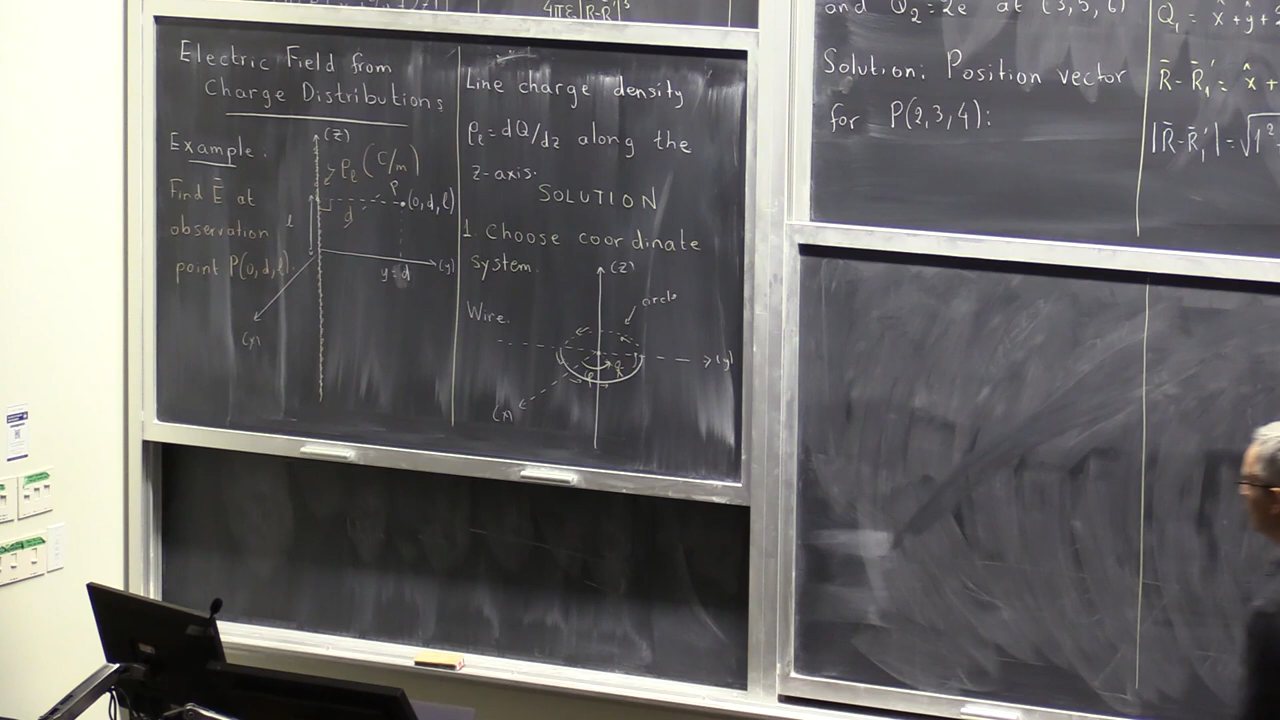 4πε|R̄-R̄'|³
Electric Field from
Charge Distributions
Example.
Find Ē at
observation
point P(0,d,l).
(z)
ρₗ (C/m)
P
(0,d,l)
d
l
y=d
(y)
(x)
Line charge density
ρₗ = dQ/dz along the
z-axis.
SOLUTION
1. Choose coordinate
system.
Wire.
(z)
circle
(y)
(x)
and Q₂=2e at (3,5,6)
Solution: Position vector
for P(2,3,4):
Q₁ = x̂+ŷ+
R̄-R̄₁' = x̂+
|R̄-R̄₁'| = √1²